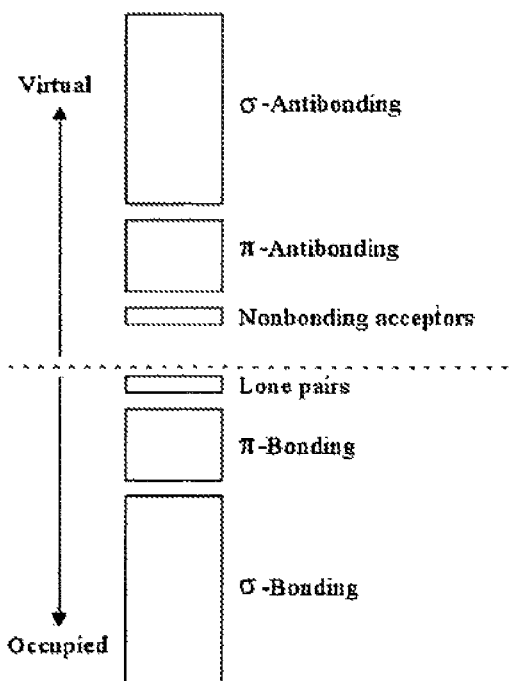 Virtual
σ-Antibonding
π-Antibonding
Nonbonding acceptors
Lone pairs
π-Bonding
σ-Bonding
Occupied